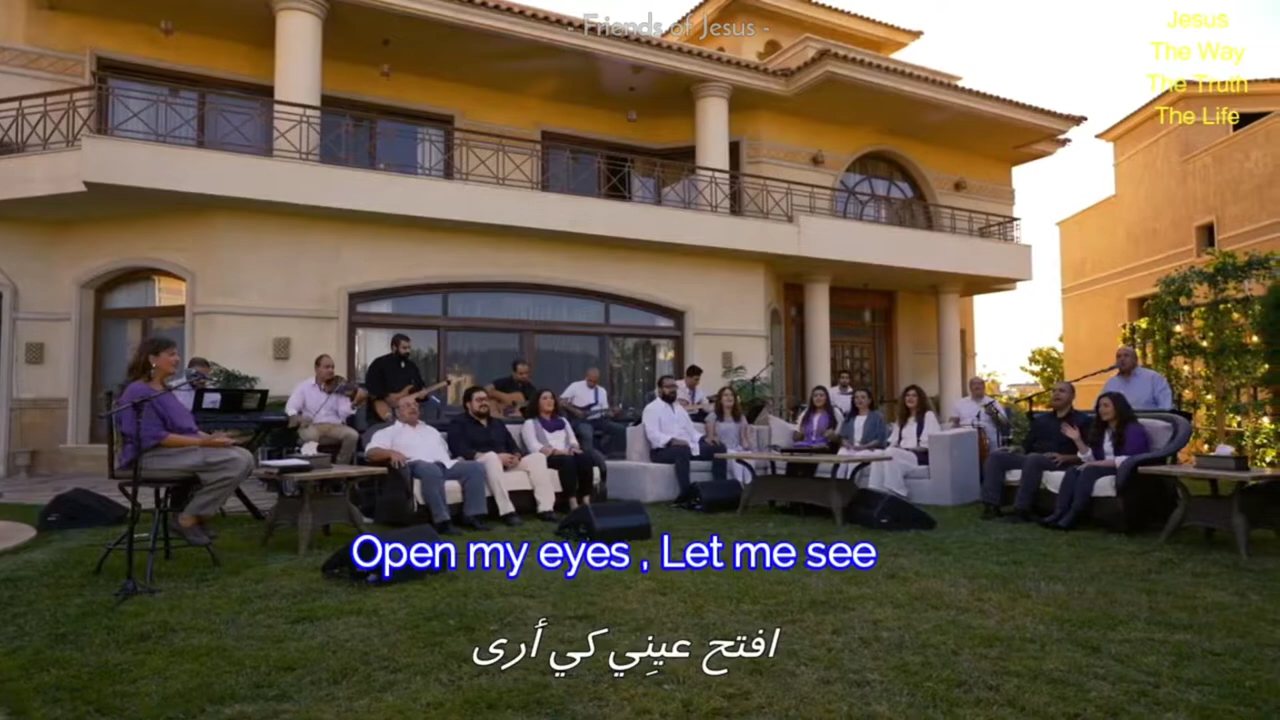 - Friends of Jesus -
Jesus
The Way
The Truth
The Life
Open my eyes , Let me see
افتح عينِي كي أرى